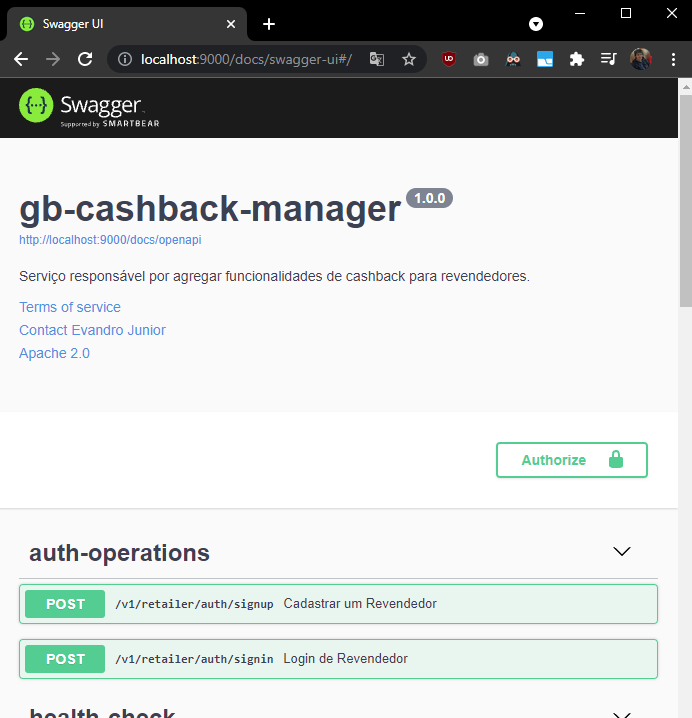 Swagger UI
localhost:9000/docs/swagger-ui#/
Swagger
Supported by SMARTBEAR
gb-cashback-manager 1.0.0
http://localhost:9000/docs/openapi
Serviço responsável por agregar funcionalidades de cashback para revendedores.
Terms of service
Contact Evandro Junior
Apache 2.0
Authorize
auth-operations
POST /v1/retailer/auth/signup Cadastrar um Revendedor
POST /v1/retailer/auth/signin Login de Revendedor
health-check